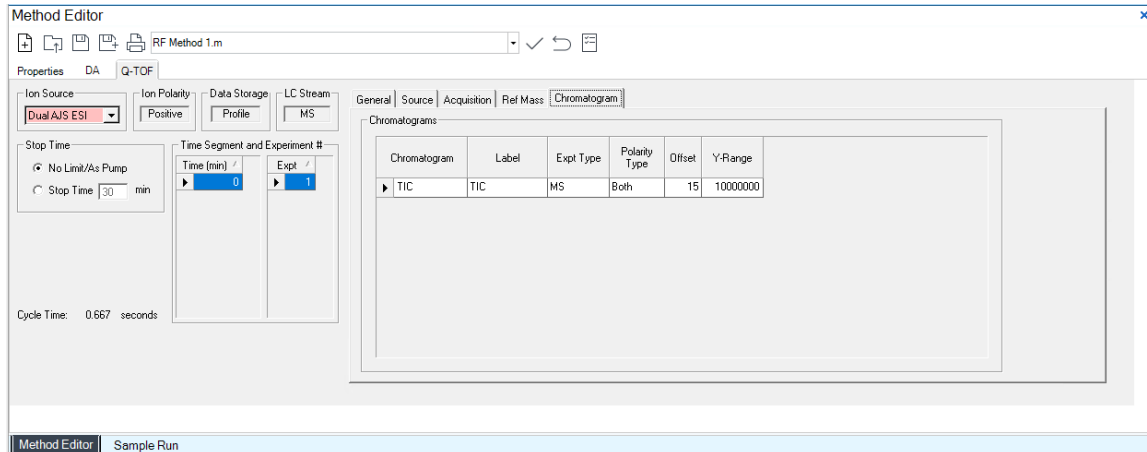 Method Editor
×
RF Method 1.m
Properties DA Q-TOF
Ion Source
Dual AJS ESI
Ion Polarity
Positive
Data Storage
Profile
LC Stream
MS
Stop Time
No Limit/As Pump
Stop Time 30 min
Time Segment and Experiment #
Time (min) Expt
0 1
Cycle Time: 0.667 seconds
General Source Acquisition Ref Mass Chromatogram
Chromatograms
Chromatogram Label Expt Type Polarity Type Offset Y-Range
TIC TIC MS Both 15 10000000
Method Editor Sample Run